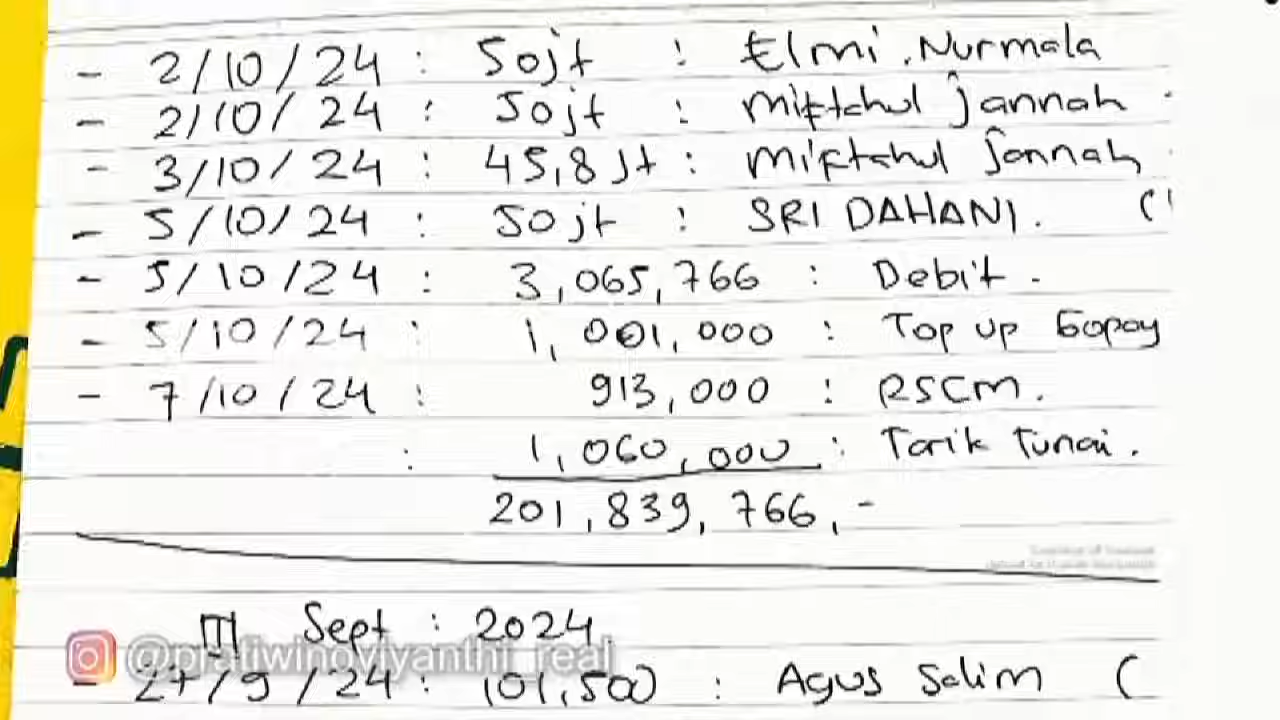 - 2/10/24 : 50jt : Elmi. Nurmala
- 2/10/24 : 50jt : Miftahul Jannah
- 3/10/24 : 45,8 Jt : Miftahul Jannah
- 5/10/24 : 50 jt : SRI DAHANI. (
- 5/10/24 : 3,065,766 : Debit.
- 5/10/24 : 1,001,000 : Top up Gopay
- 7/10/24 : 913,000 : RSCM.
: 1,060,000 : Tarik Tunai.
201,839,766,-
III Sept : 2024
@pratiwinoviyanthi_real
- 27/9/24 : 101,500 : Agus Salim (